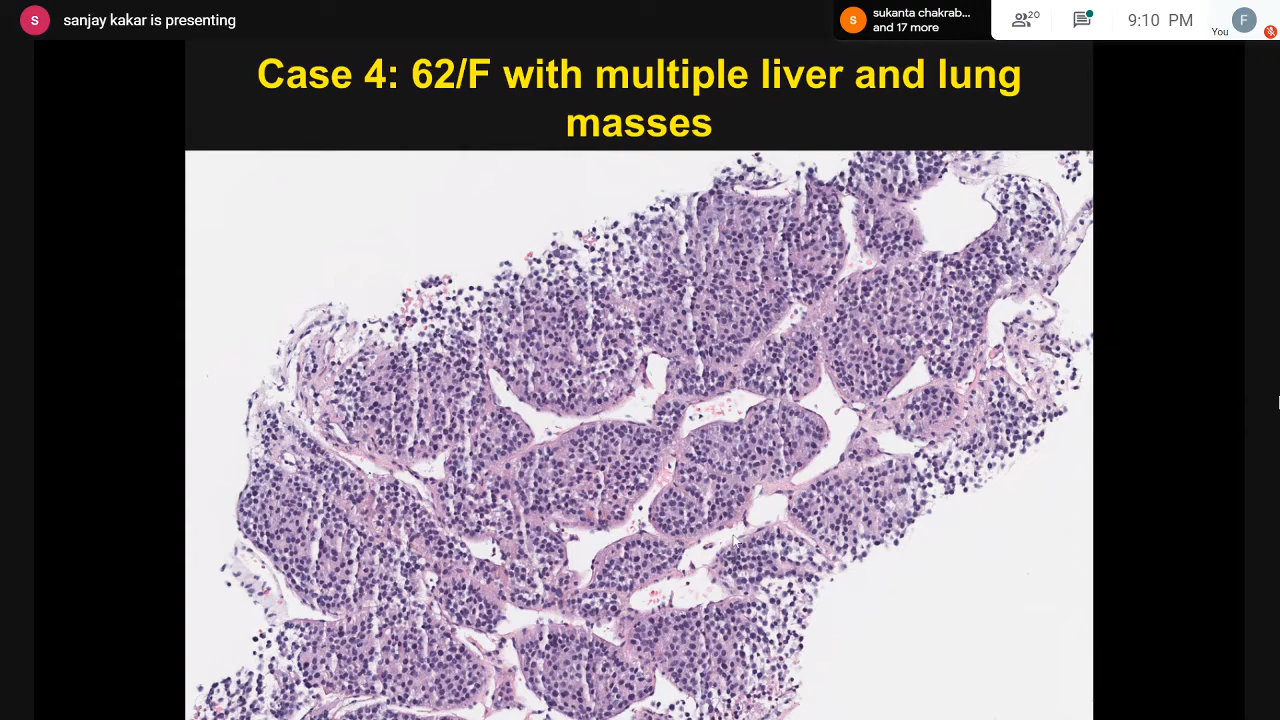 S sanjay kakar is presenting
S sukanta chakrab...
and 17 more
20
9:10 PM
You
F
Case 4: 62/F with multiple liver and lung
masses